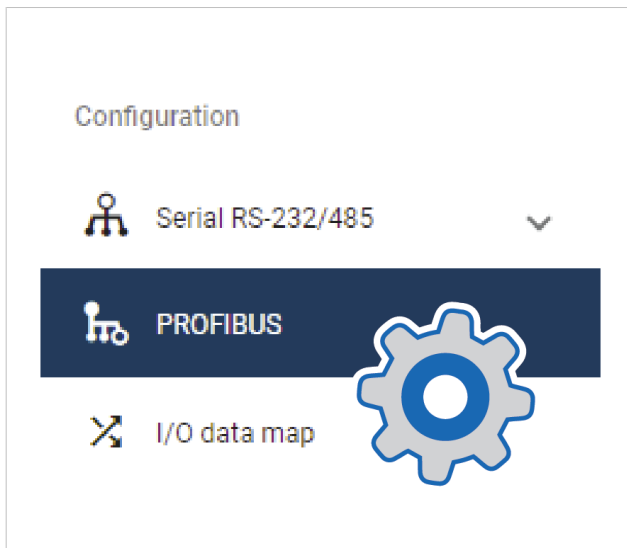 Configuration
Serial RS-232/485
PROFIBUS
I/O data map